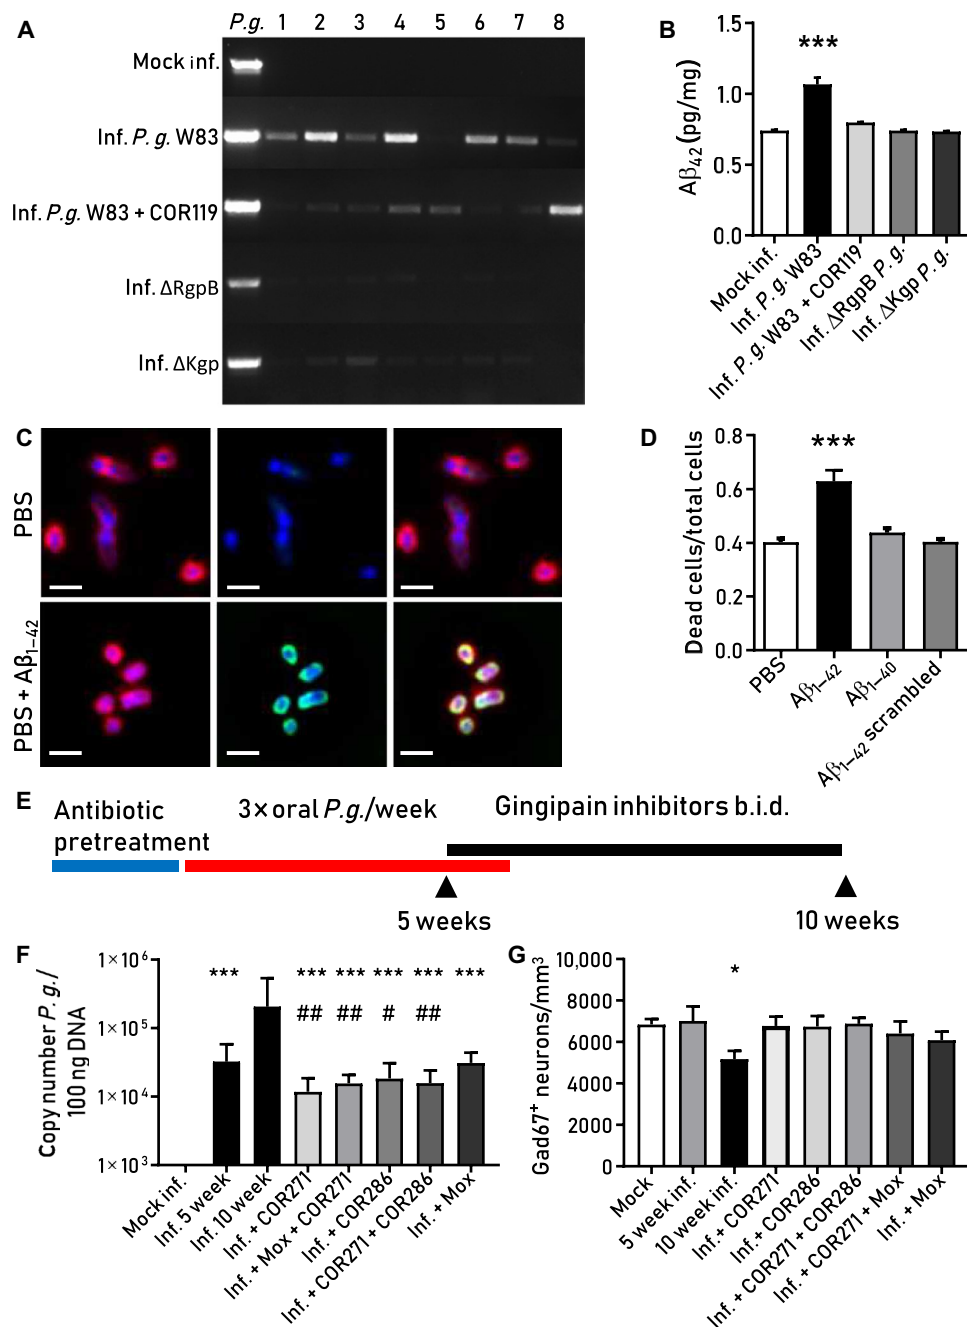 A
P.g. 1 2 3 4 5 6 7 8
Mock inf.
Inf. P.g. W83
Inf. P.g. W83 + COR119
Inf. ΔRgpB
Inf. ΔKgp
B
Aβ42 (pg/mg)
1.5
1.0
0.5
0.0
***
Mock inf.
Inf. P.g. W83
Inf. P.g. W83 + COR119
Inf. ΔRgpB P.g.
Inf. ΔKgp P.g.
C
PBS
PBS + Aβ1–42
D
Dead cells/total cells
0.8
0.6
0.4
0.2
0.0
***
PBS
Aβ1–42
Aβ1–40
Aβ1–42 scrambled
E
Antibiotic
pretreatment
3× oral P.g./week
Gingipain inhibitors b.i.d.
5 weeks
10 weeks
F
Copy number P. g./
100 ng DNA
1×10⁶
1×10⁵
1×10⁴
1×10³
*** *** *** *** *** ***
## ## # ##
Mock inf.
Inf. 5 week
Inf. 10 week
Inf. + COR271
Inf. + Mox + COR271
Inf. + COR286
Inf. + COR271 + COR286
Inf. + Mox
G
Gad67⁺ neurons/mm³
10,000
8000
6000
4000
2000
0
*
Mock
5 week inf.
10 week inf.
Inf. + COR271
Inf. + COR286
Inf. + COR271 + COR286
Inf. + COR271 + Mox
Inf. + Mox